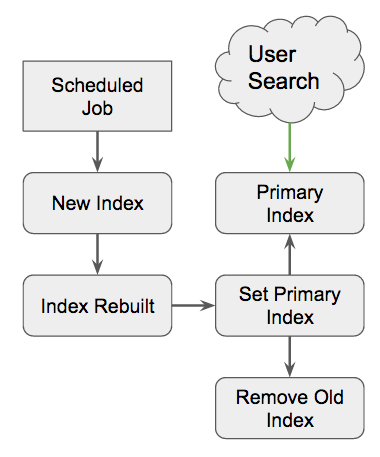 User
Search
Scheduled
Job
New Index
Primary
Index
Index Rebuilt
Set Primary
Index
Remove Old
Index